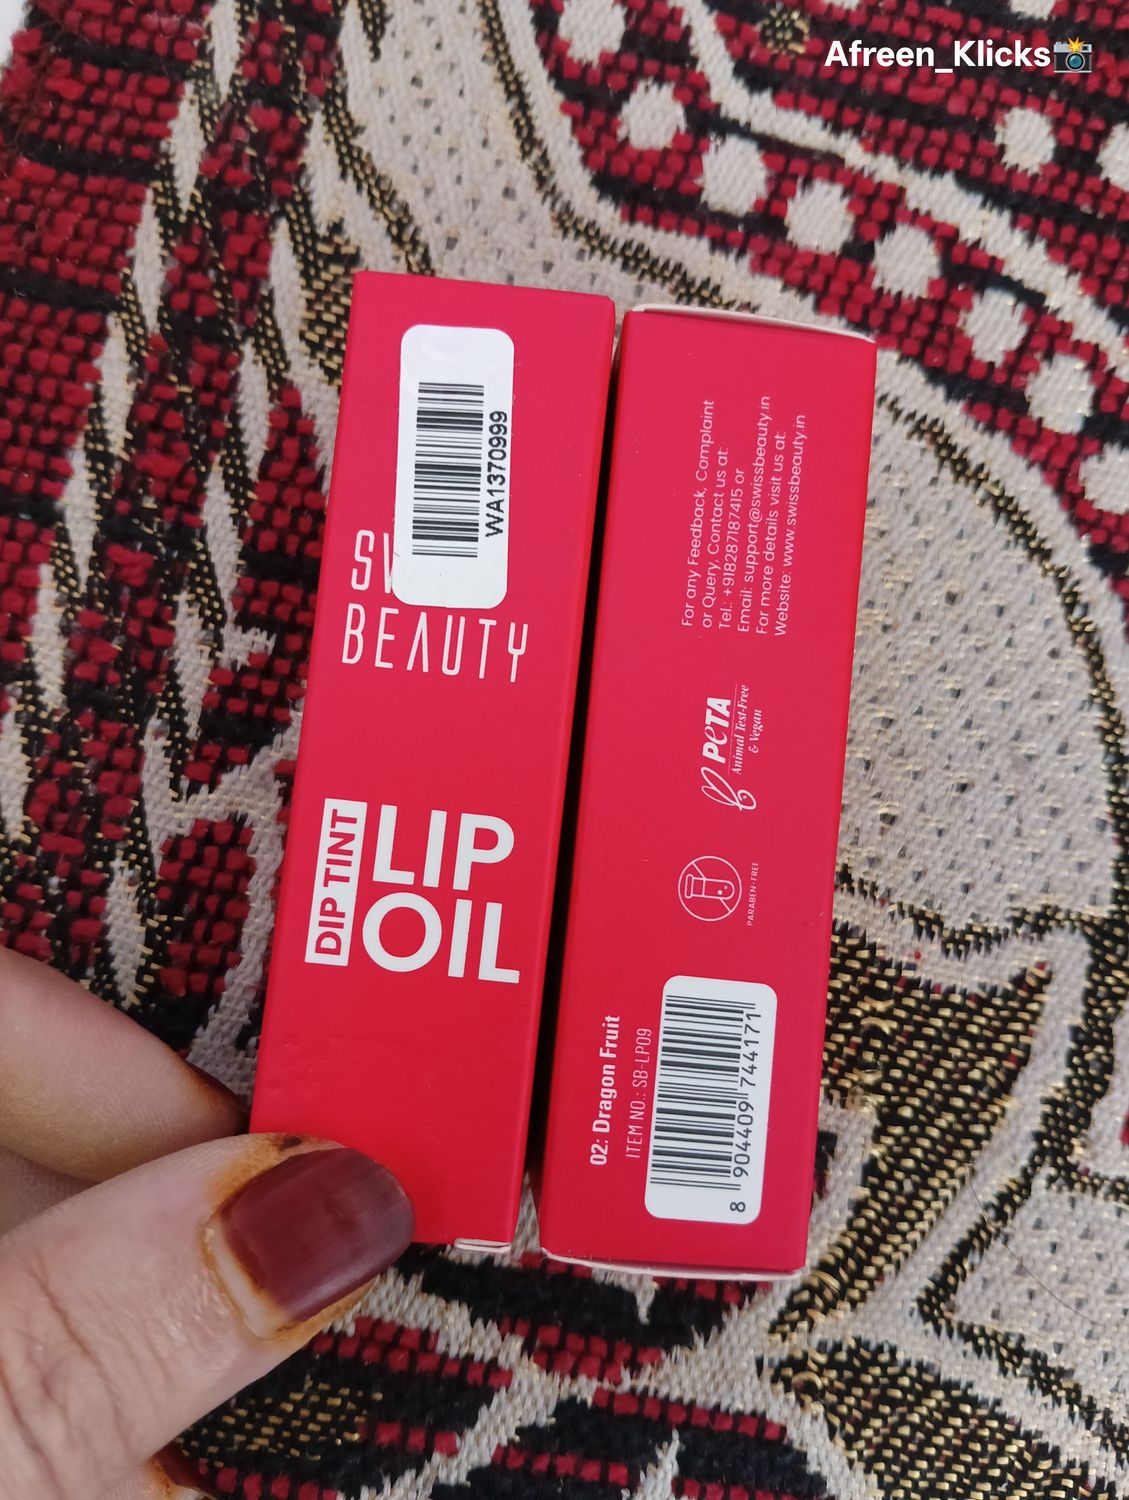 Afreen_Klicks📸
WA1370999
BEAUTY
DIP TINT
LIP
OIL
For any Feedback, Complaint
or Query, Contact us at:
Tel.: +918287187415 or
Email: support@swissbeauty.in
For more details visit us at:
Website: www.swissbeauty.in
PETA
Animal Test-Free
& Vegan
PARABEN-FREE
02: Dragon Fruit
ITEM NO.: SB-LP09
8 904409 744171